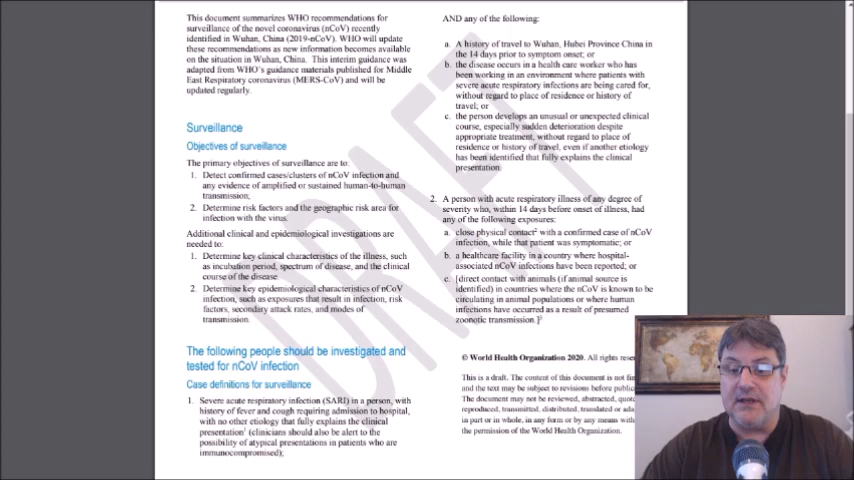 This document summarizes WHO recommendations for
surveillance of the novel coronavirus (nCoV) recently
identified in Wuhan, China (2019-nCoV). WHO will update
these recommendations as new information becomes available
on the situation in Wuhan, China. This interim guidance was
adapted from WHO's guidance materials published for Middle
East Respiratory coronavirus (MERS-CoV) and will be
updated regularly.
Surveillance
Objectives of surveillance
The primary objectives of surveillance are to:
1. Detect confirmed cases/clusters of nCoV infection and
any evidence of amplified or sustained human-to-human
transmission;
2. Determine risk factors and the geographic risk area for
infection with the virus.
Additional clinical and epidemiological investigations are
needed to:
1. Determine key clinical characteristics of the illness, such
as incubation period, spectrum of disease, and the clinical
course of the disease
2. Determine key epidemiological characteristics of nCoV
infection, such as exposures that result in infection, risk
factors, secondary attack rates, and modes of
transmission.
The following people should be investigated and
tested for nCoV infection
Case definitions for surveillance
1. Severe acute respiratory infection (SARI) in a person, with
history of fever and cough requiring admission to hospital,
with no other etiology that fully explains the clinical
presentation¹ (clinicians should also be alert to the
possibility of atypical presentations in patients who are
immunocompromised);
AND any of the following:
a. A history of travel to Wuhan, Hubei Province China in
the 14 days prior to symptom onset; or
b. the disease occurs in a health care worker who has
been working in an environment where patients with
severe acute respiratory infections are being cared for,
without regard to place of residence or history of
travel; or
c. the person develops an unusual or unexpected clinical
course, especially sudden deterioration despite
appropriate treatment, without regard to place of
residence or history of travel, even if another etiology
has been identified that fully explains the clinical
presentation.
2. A person with acute respiratory illness of any degree of
severity who, within 14 days before onset of illness, had
any of the following exposures:
a. close physical contact² with a confirmed case of nCoV
infection, while that patient was symptomatic; or
b. a healthcare facility in a country where hospital-
associated nCoV infections have been reported; or
c. [direct contact with animals (if animal source is
identified) in countries where the nCoV is known to be
circulating in animal populations or where human
infections have occurred as a result of presumed
zoonotic transmission.]³
© World Health Organization 2020. All rights rese
This is a draft. The content of this document is not fin
and the text may be subject to revisions before public
The document may not be reviewed, abstracted, quote
reproduced, transmitted, distributed, translated or ada
in part or in whole, in any form or by any means with
the permission of the World Health Organization.
DRAFT